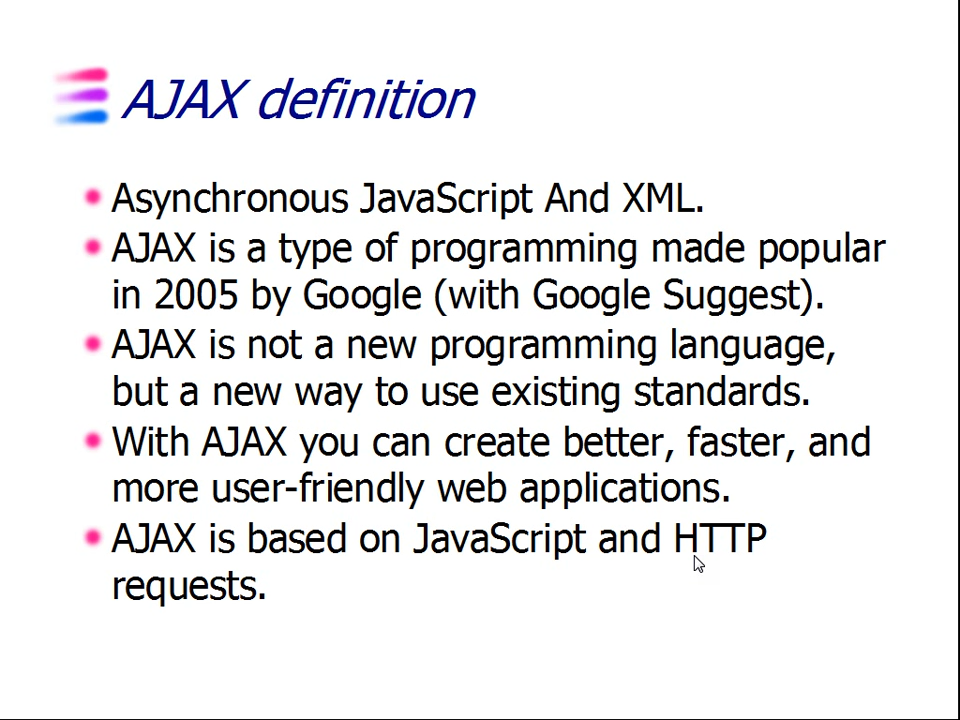 AJAX definition
Asynchronous JavaScript And XML.
AJAX is a type of programming made popular
in 2005 by Google (with Google Suggest).
AJAX is not a new programming language,
but a new way to use existing standards.
With AJAX you can create better, faster, and
more user-friendly web applications.
AJAX is based on JavaScript and HTTP
requests.